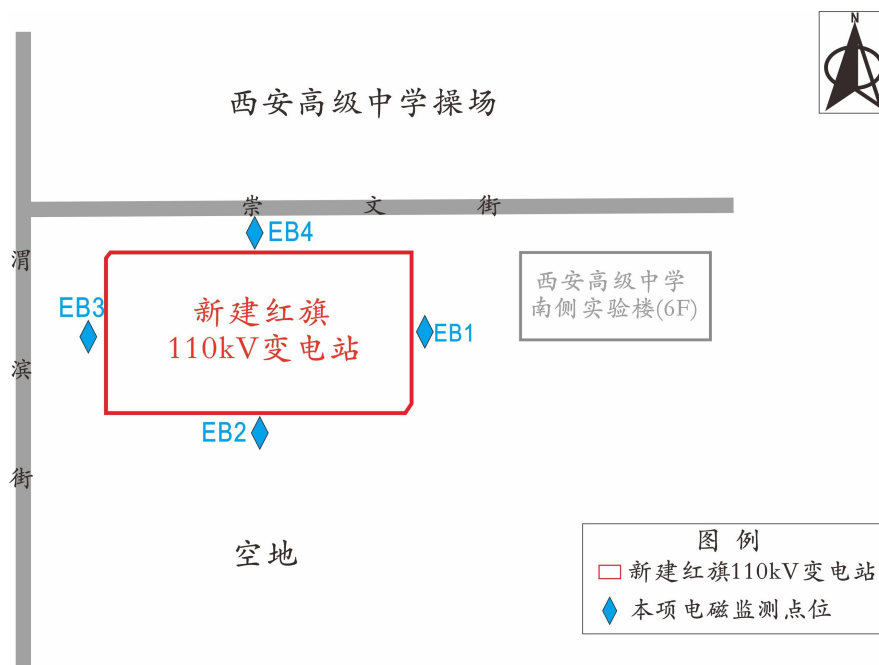 N
西安高级中学操场
崇文街
EB4
渭滨街
西安高级中学
南侧实验楼(6F)
EB3
新建红旗
110kV变电站
EB1
EB2
空地
图 例
新建红旗110kV变电站
本项电磁监测点位